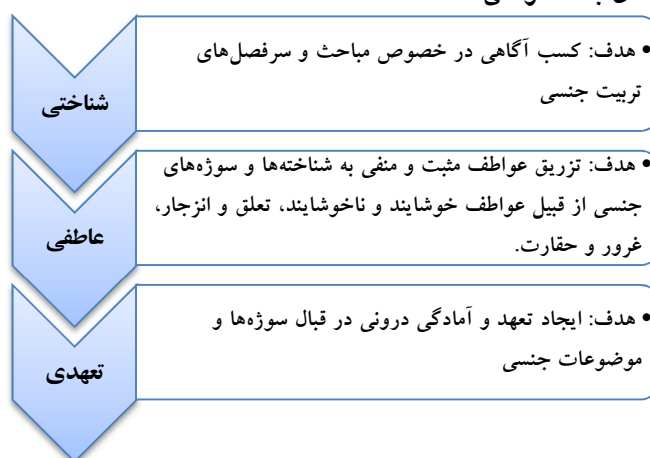 شناختی
• هدف: کسب آگاهی در خصوص مباحث و سرفصل‌های
تربیت جنسی
عاطفی
• هدف: تزریق عواطف مثبت و منفی به شناخته‌ها و سوژه‌های
جنسی از قبیل عواطف خوشایند و ناخوشایند، تعلق و انزجار،
غرور و حقارت.
تعهدی
• هدف: ایجاد تعهد و آمادگی درونی در قبال سوژه‌ها و
موضوعات جنسی